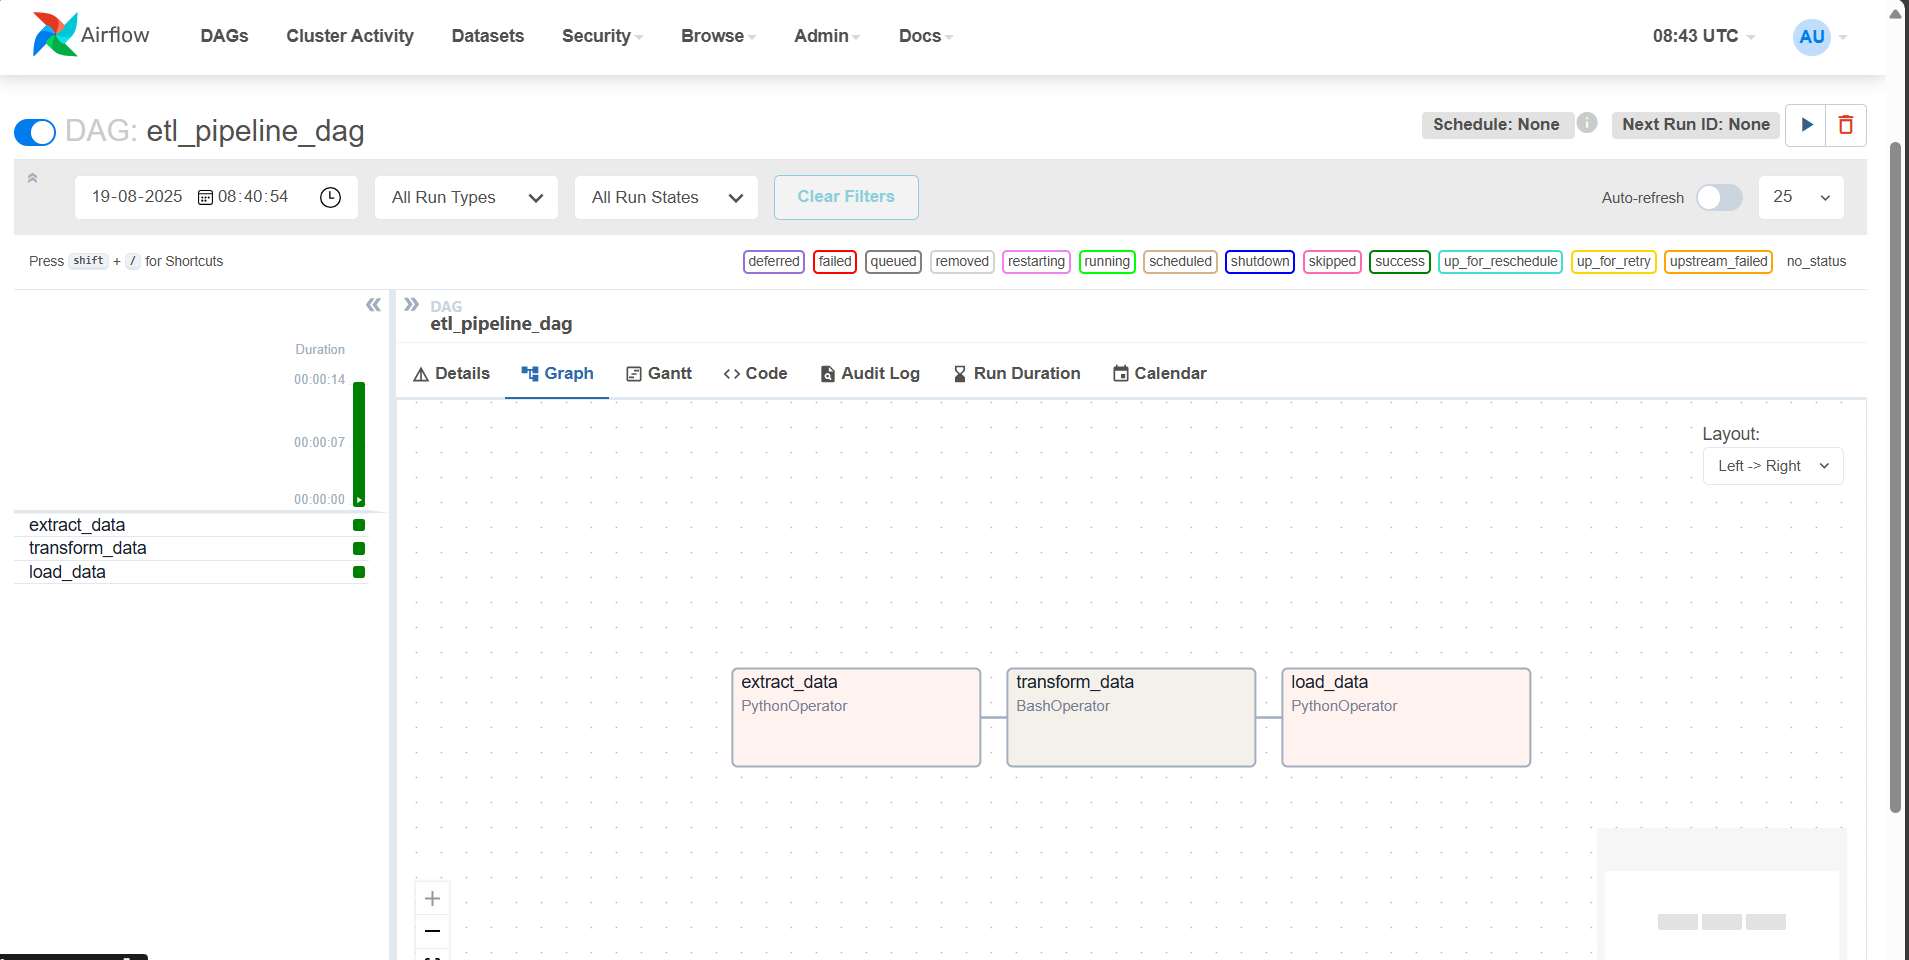 Airflow DAGs Cluster Activity Datasets Security Browse Admin Docs 08:43 UTC AU
DAG: etl_pipeline_dag Schedule: None i Next Run ID: None
19-08-2025 08:40:54 All Run Types All Run States Clear Filters Auto-refresh 25
Press shift + / for Shortcuts deferred failed queued removed restarting running scheduled shutdown skipped success up_for_reschedule up_for_retry upstream_failed no_status
DAG
etl_pipeline_dag
Duration
00:00:14
00:00:07
00:00:00
extract_data
transform_data
load_data
Details Graph Gantt Code Audit Log Run Duration Calendar
Layout:
Left -> Right
extract_data
PythonOperator
transform_data
BashOperator
load_data
PythonOperator